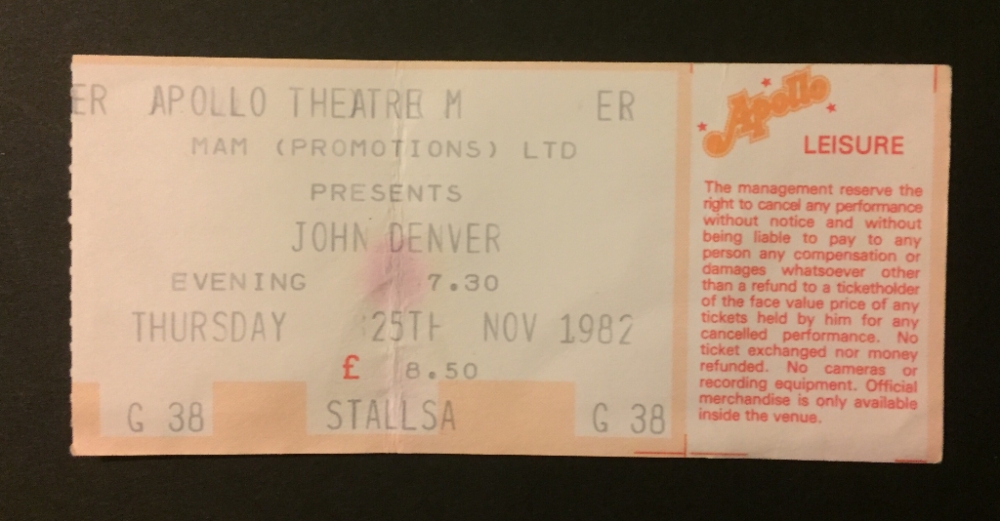 ER APOLLO THEATRE M ER
MAM (PROMOTIONS) LTD
PRESENTS
JOHN DENVER
EVENING 7.30
THURSDAY 25TH NOV 1982
£ 8.50
G 38 STALLSA G 38
Apollo
LEISURE
The management reserve the
right to cancel any performance
without notice and without
being liable to pay to any
person any compensation or
damages whatsoever other
than a refund to a ticketholder
of the face value price of any
tickets held by him for any
cancelled performance. No
ticket exchanged nor money
refunded. No cameras or
recording equipment. Official
merchandise is only available
inside the venue.